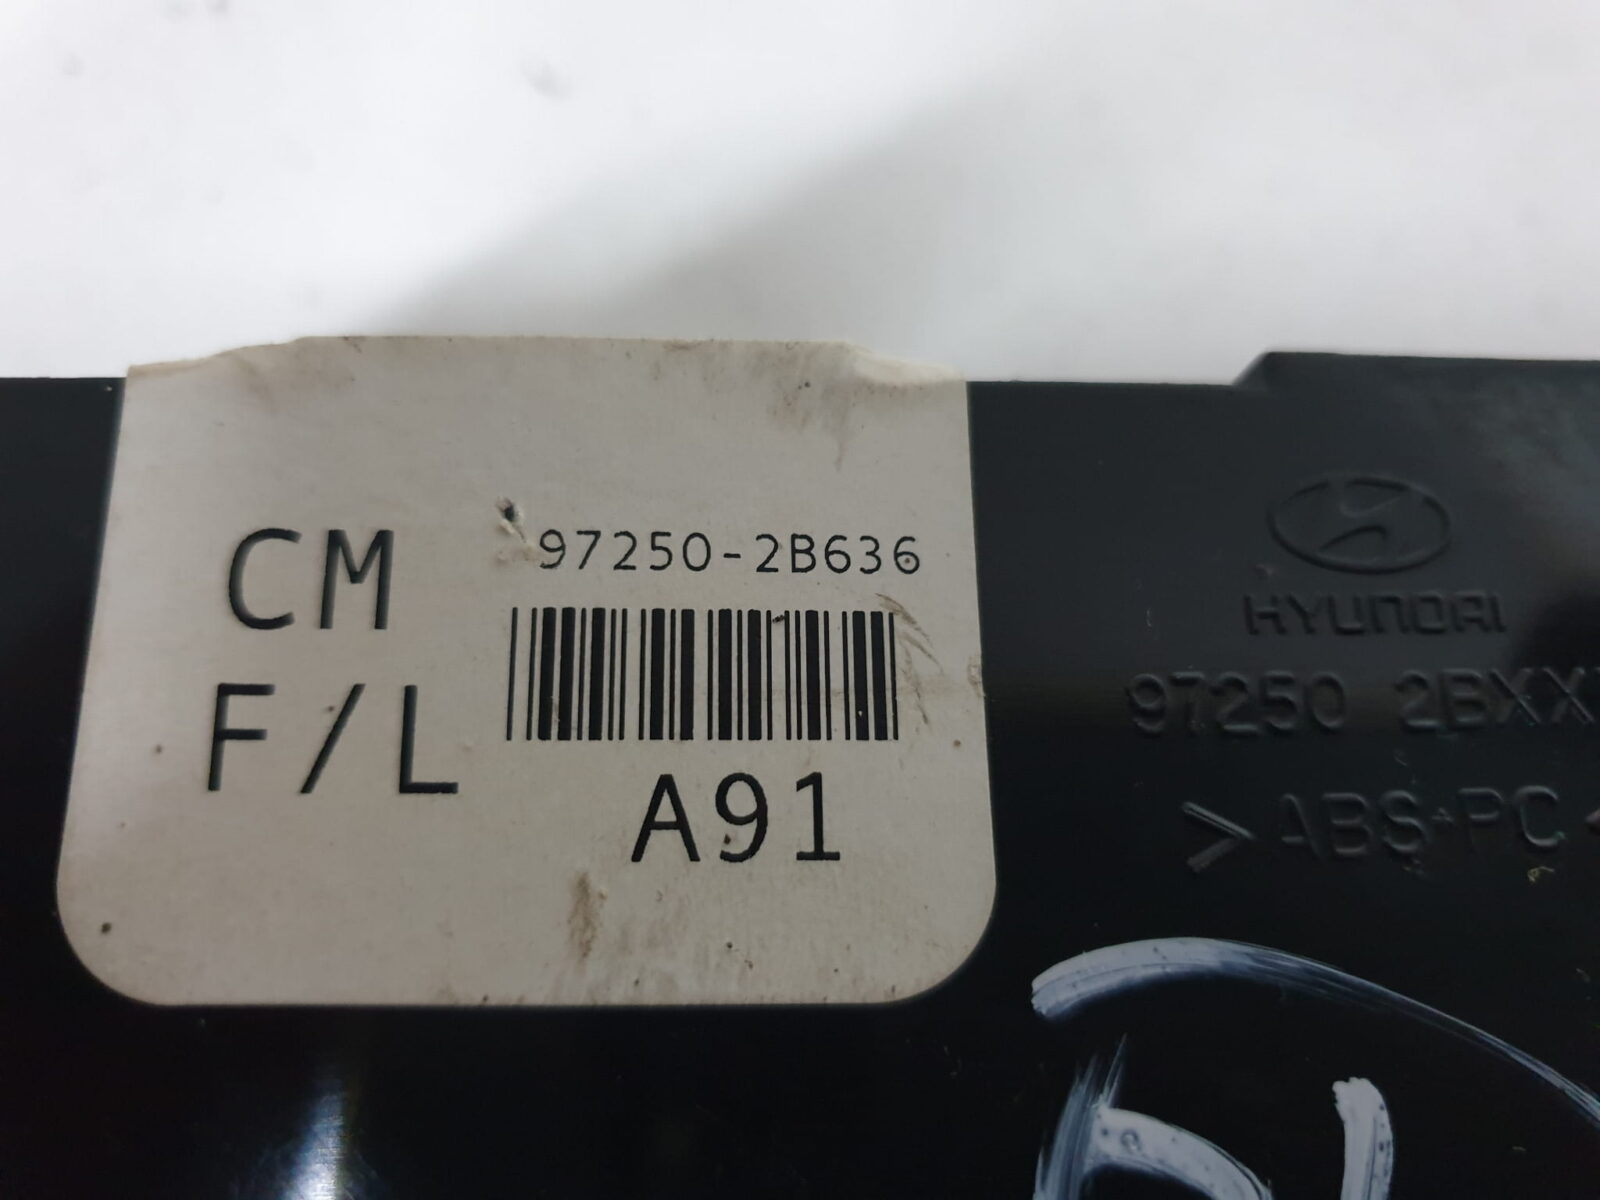 CM
F/L
97250-2B636
A91
HYUNDAI
97250 2BXX
> ABS+PC <